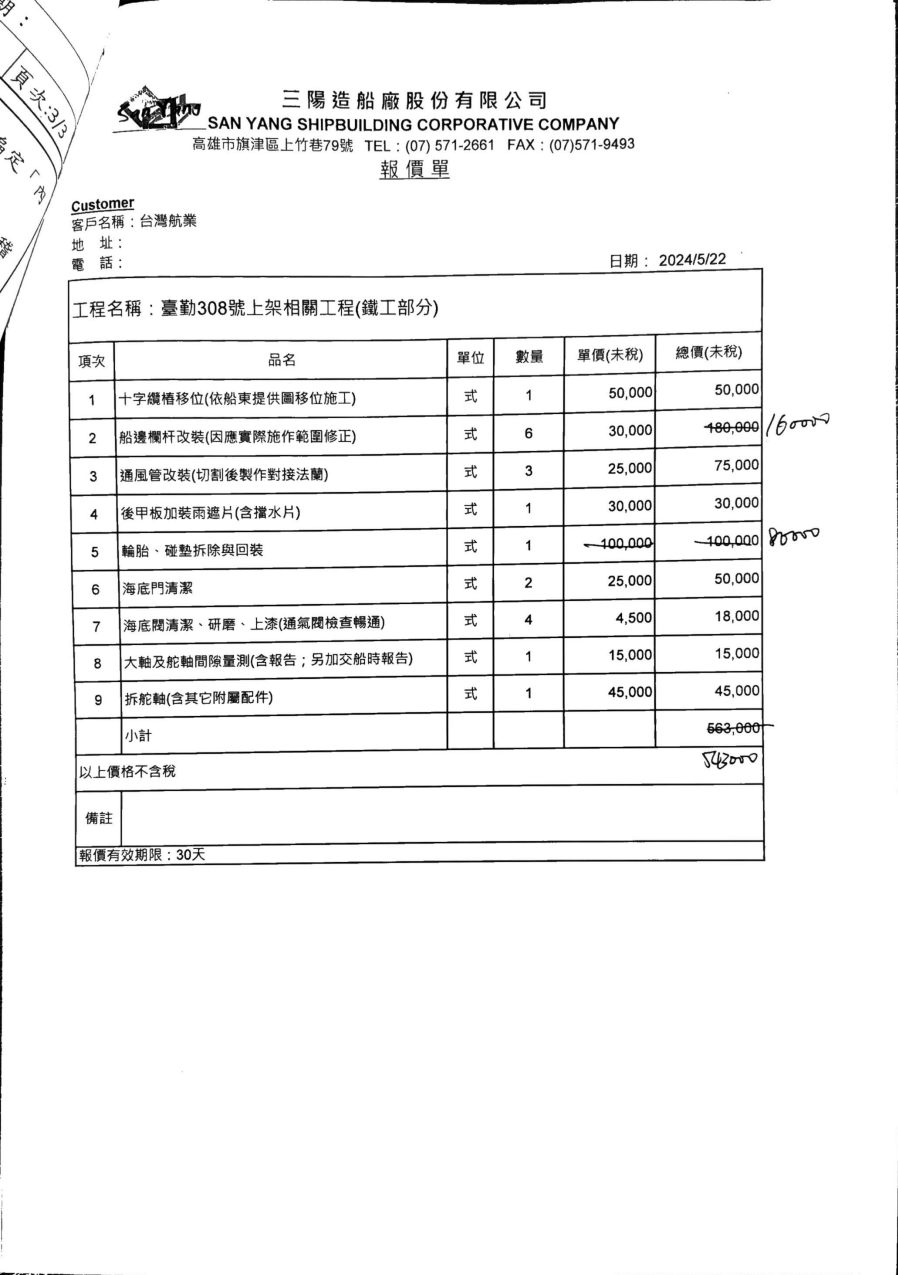 期：
頁次:3/3
定「內
San Yang
三陽造船廠股份有限公司
SAN YANG SHIPBUILDING CORPORATIVE COMPANY
高雄市旗津區上竹巷79號 TEL：(07) 571-2661 FAX：(07)571-9493
報價單
Customer
客戶名稱：台灣航業
地 址：
電 話：
日期： 2024/5/22
工程名稱：臺勤308號上架相關工程(鐵工部分)
項次 品名 單位 數量 單價(未稅) 總價(未稅)
1 十字纜樁移位(依船東提供圖移位施工) 式 1 50,000 50,000
2 船邊欄杆改裝(因應實際施作範圍修正) 式 6 30,000 180,000 160000
3 通風管改裝(切割後製作對接法蘭) 式 3 25,000 75,000
4 後甲板加裝雨遮片(含擋水片) 式 1 30,000 30,000
5 輪胎、碰墊拆除與回裝 式 1 100,000 100,000 80000
6 海底門清潔 式 2 25,000 50,000
7 海底閥清潔、研磨、上漆(通氣閥檢查暢通) 式 4 4,500 18,000
8 大軸及舵軸間隙量測(含報告；另加交船時報告) 式 1 15,000 15,000
9 拆舵軸(含其它附屬配件) 式 1 45,000 45,000
小計 563,000
以上價格不含稅 543000
備註
報價有效期限：30天